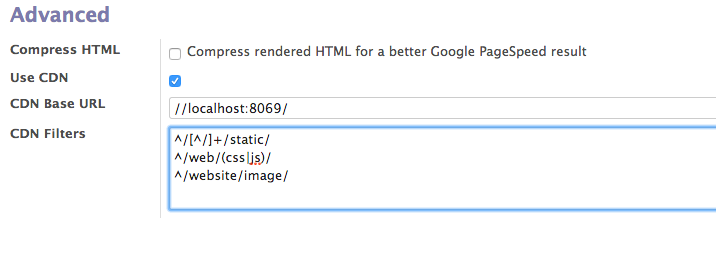 Advanced
Compress HTML Compress rendered HTML for a better Google PageSpeed result
Use CDN
CDN Base URL //localhost:8069/
CDN Filters ^/[^/]+/static/
^/web/(css|js)/
^/website/image/